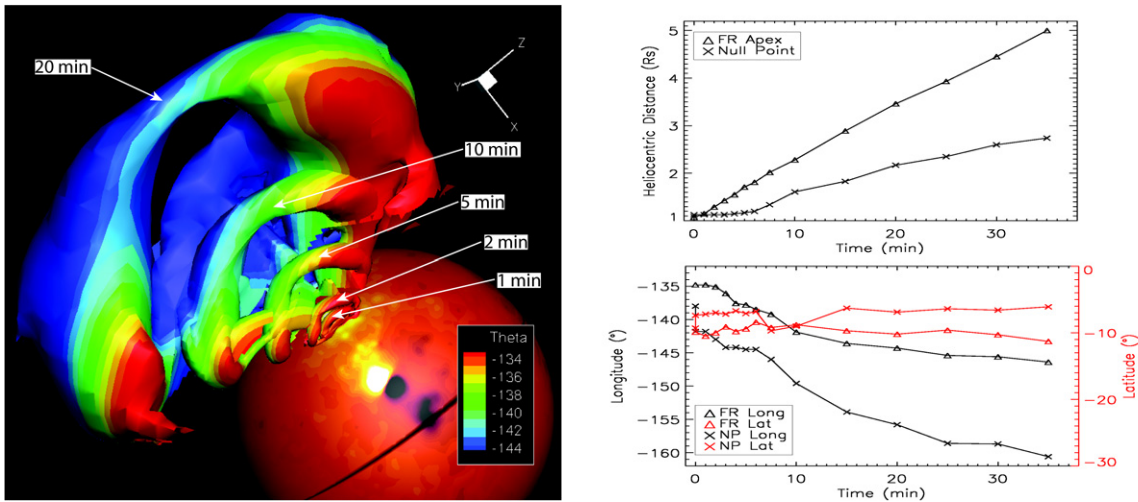 20 min
10 min
5 min
2 min
1 min
Z
Y
X
Theta
-134
-136
-138
-140
-142
-144
FR Apex
Null Point
Heliocentric Distance (Rs)
5
4
3
2
1
0 10 20 30
Time (min)
Longitude (°)
-135
-140
-145
-150
-155
-160
FR Long
FR Lat
NP Long
NP Lat
0
-10
-20
-30
Latitude (°)
0 10 20 30
Time (min)